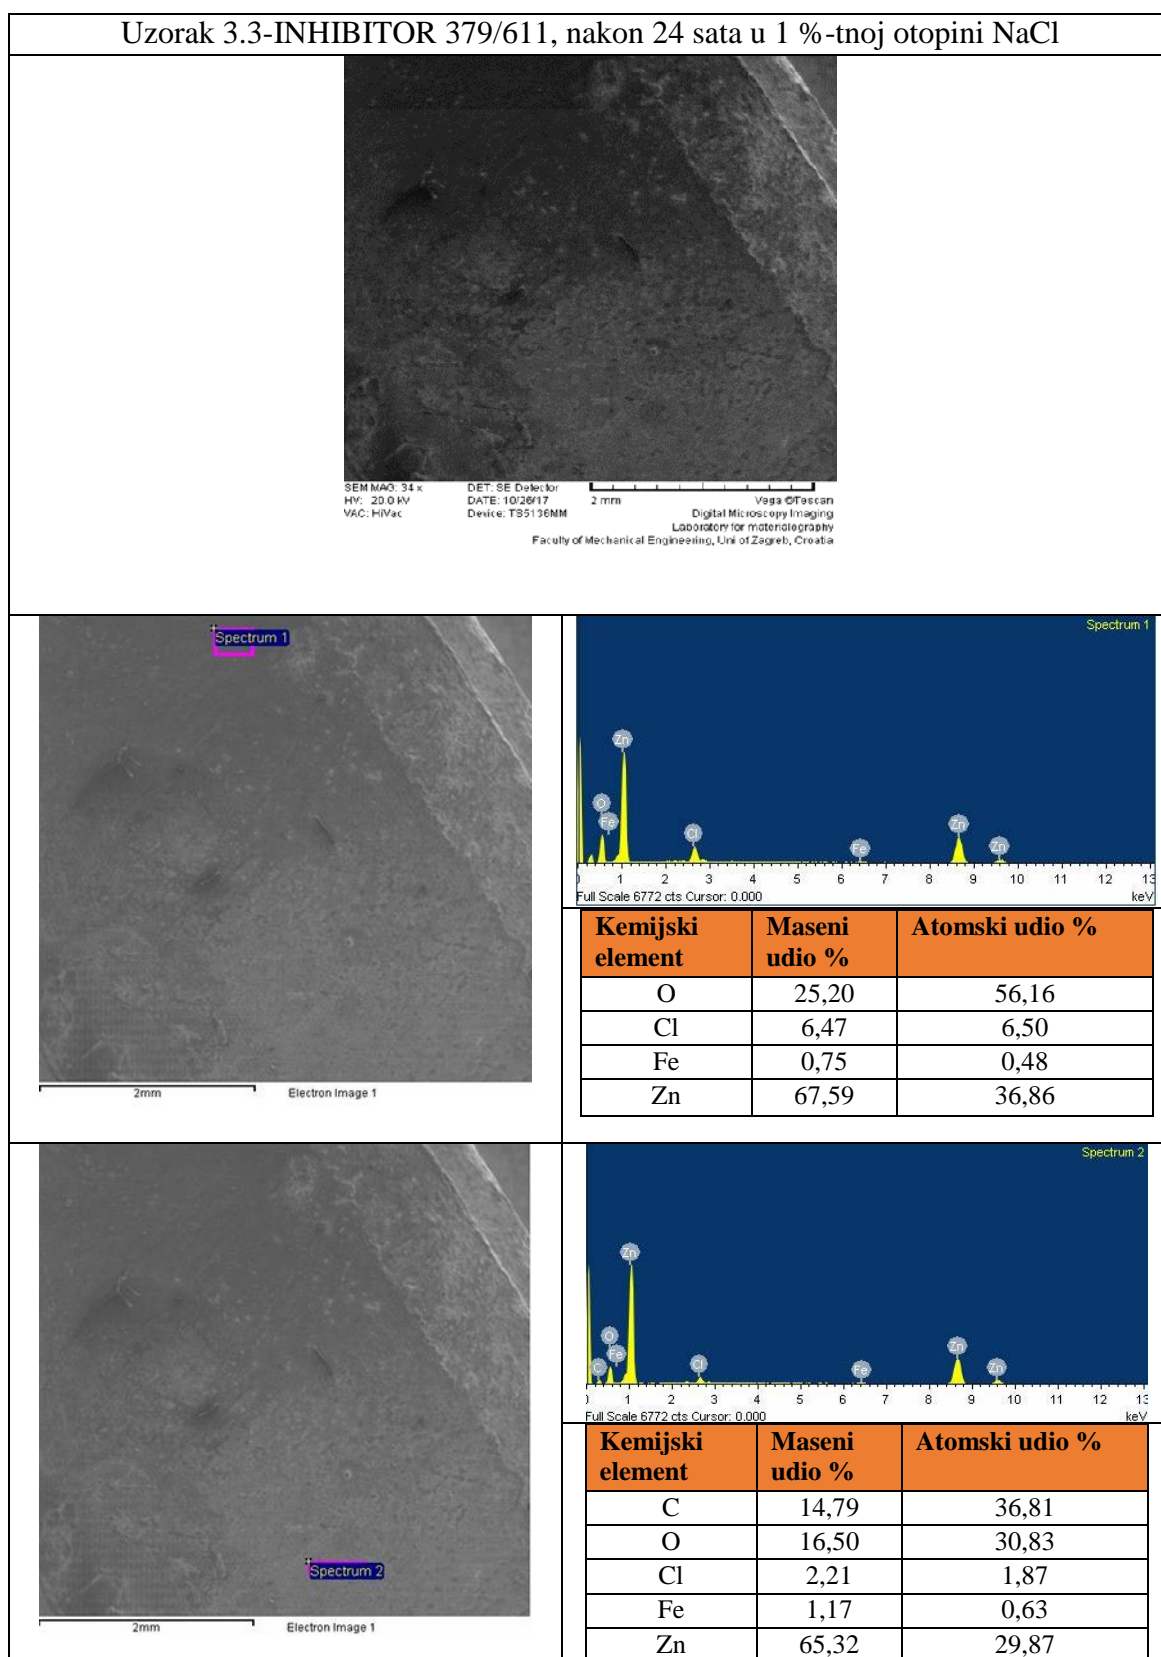 Uzorak 3.3-INHIBITOR 379/611, nakon 24 sata u 1 %-tnoj otopini NaCl
SEM MAG: 34 x DET: SE Detector
HV: 20.0 kV DATE: 10/26/17 2 mm Vega ©Tescan
VAC: HiVac Device: TS5136MM Digital Microscopy Imaging
Laboratory for materialography
Faculty of Mechanical Engineering, Uni of Zagreb, Croatia
Spectrum 1
2mm Electron Image 1
Spectrum 1
Zn
O
Fe
Cl
Fe
Zn
Zn
0 1 2 3 4 5 6 7 8 9 10 11 12 13
Full Scale 6772 cts Cursor: 0.000 keV
Kemijski element Maseni udio % Atomski udio %
O 25,20 56,16
Cl 6,47 6,50
Fe 0,75 0,48
Zn 67,59 36,86
Spectrum 2
2mm Electron Image 1
Spectrum 2
Zn
O
Fe
C
Cl
Fe
Zn
Zn
0 1 2 3 4 5 6 7 8 9 10 11 12 13
Full Scale 6772 cts Cursor: 0.000 keV
Kemijski element Maseni udio % Atomski udio %
C 14,79 36,81
O 16,50 30,83
Cl 2,21 1,87
Fe 1,17 0,63
Zn 65,32 29,87